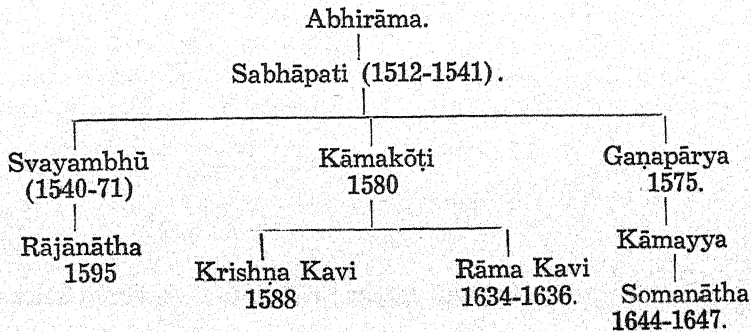 Abhirāma.
Sabhāpati (1512-1541).
Svayambhū Kāmakōṭi Gaṇapārya
(1540-71) 1580 1575.
Rājānātha Krishṇa Kavi Rāma Kavi Kāmayya
1595 1588 1634-1636. Somanātha
1644-1647.